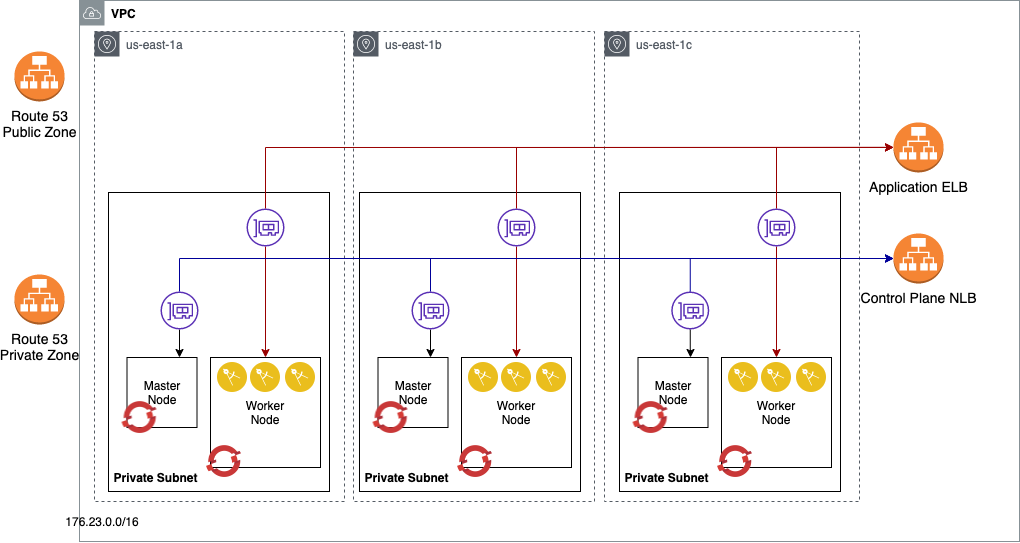 VPC
us-east-1a
us-east-1b
us-east-1c
Route 53
Public Zone
Application ELB
Control Plane NLB
Route 53
Private Zone
Master
Node
Worker
Node
Private Subnet
Master
Node
Worker
Node
Private Subnet
Master
Node
Worker
Node
Private Subnet
176.23.0.0/16